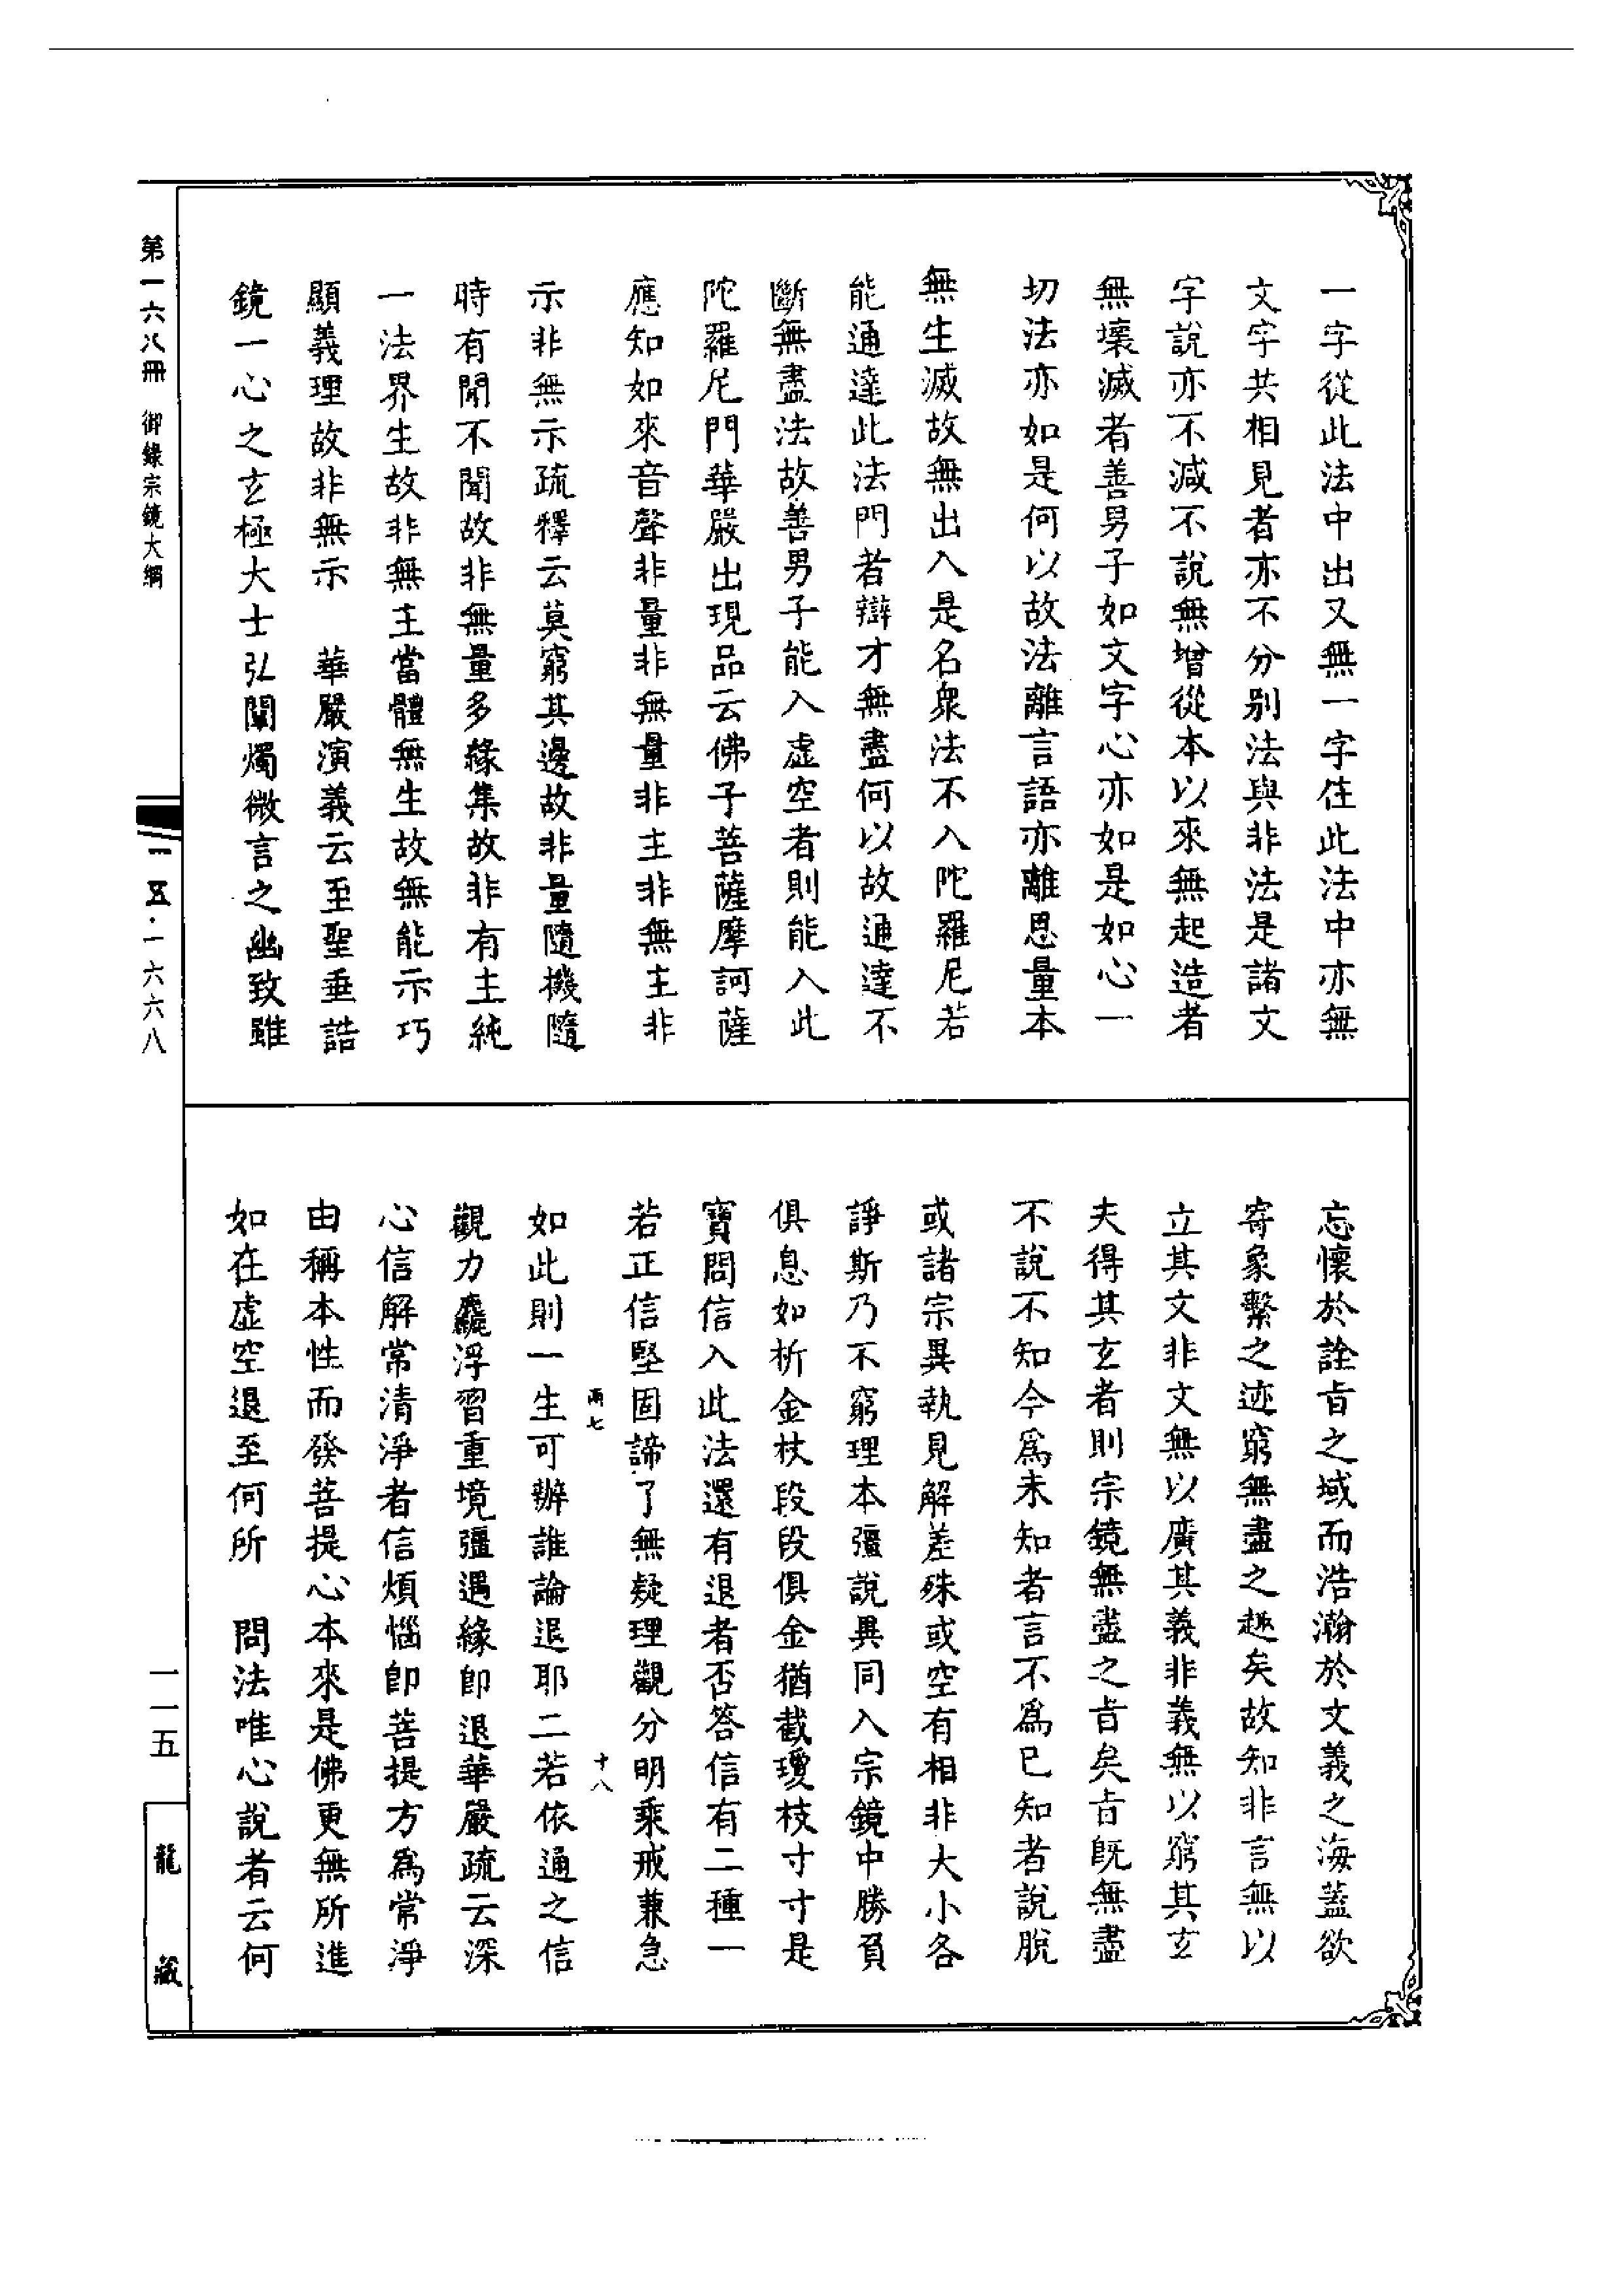 一字從此法中出又無一字住此法中亦無
文字共相見者亦不分別法與非法是諸文
字說亦不減不說無增從本以來無起造者
無壞滅者善男子如文字心亦如是如心一
切法亦如是何以故法離言語亦離思量本
無生滅故無出入是名衆法不入陀羅尼若
能通達此法門者辯才無盡何以故通達不
斷無盡法故善男子能入虛空者則能入此
陀羅尼門華嚴出現品云佛子菩薩摩訶薩
應知如來音聲非量非無量非主非無主非
示非無示疏釋云莫窮其邊故非量隨機隨
時有聞不聞故非無量多緣集故非有主純
一法界生故非無主當體無生故無能示巧
顯義理故非無示　華嚴演義云至聖垂誥
鏡一心之玄極大士弘闡燭微言之幽致雖
忘懷於詮旨之域而浩瀚於文義之海蓋欲
寄象繫之迹窮無盡之趣矣故知非言無以
立其文非文無以廣其義非義無以窮其玄
夫得其玄者則宗鏡無盡之旨矣旨既無盡
不說不知今爲未知者言不爲已知者說脫
或諸宗異執見解差殊或空有相非大小各
諍斯乃不窮理本彊說異同入宗鏡中勝負
俱息如析金杖段段俱金猶截瓊枝寸寸是
寶問信入此法還有退者否答信有二種一
若正信堅固諦了無疑理觀分明乘戒兼急
兩七　十八
如此則一生可辦誰論退耶二若依通之信
觀力麤浮習重境彊遇緣即退華嚴疏云深
心信解常清淨者信煩惱即菩提方爲常淨
由稱本性而發菩提心本來是佛更無所進
如在虛空退至何所　問法唯心說者云何
第一六八冊　御錄宗鏡大綱
一五·一六六八
一一五
龍藏